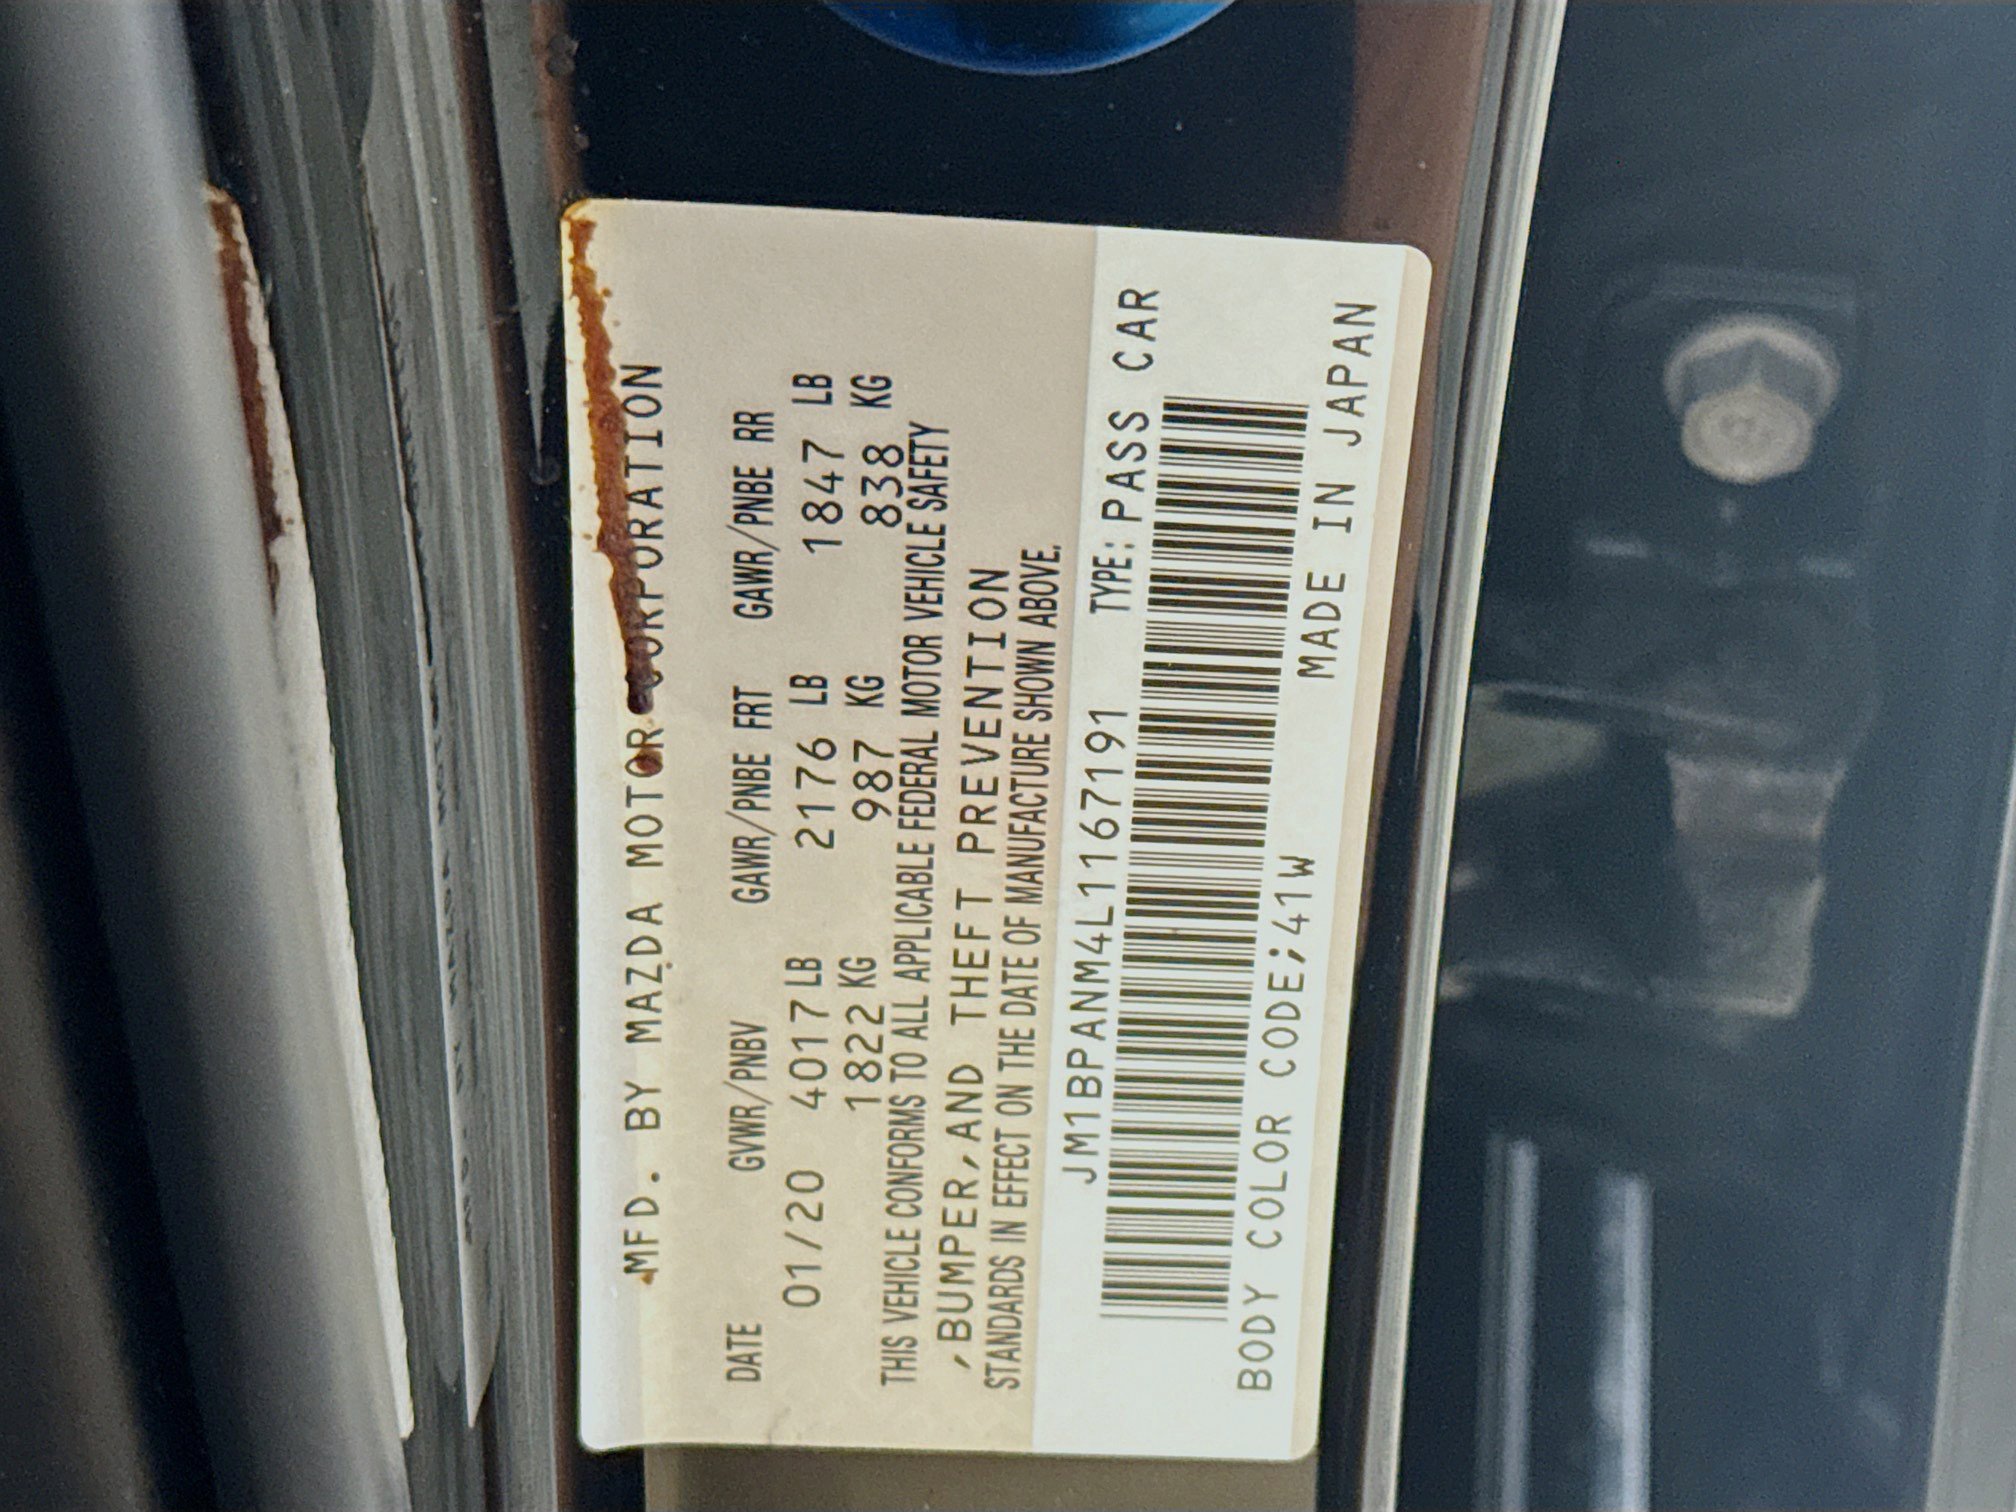 MFD. BY MAZDA MOTOR CORPORATION
DATE GVWR/PNBV GAWR/PNBE FRT GAWR/PNBE RR
01/20 4017 LB 2176 LB 1847 LB
1822 KG 987 KG 838 KG
THIS VEHICLE CONFORMS TO ALL APPLICABLE FEDERAL MOTOR VEHICLE SAFETY
,BUMPER,AND THEFT PREVENTION
STANDARDS IN EFFECT ON THE DATE OF MANUFACTURE SHOWN ABOVE.
JM1BPANM4L1167191 TYPE: PASS CAR
BODY COLOR CODE;41W MADE IN JAPAN